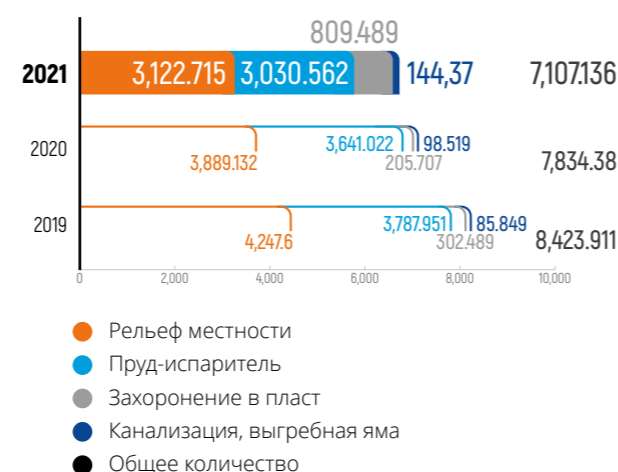 809.489
2021 3,122.715 3,030.562 144,37 7,107.136
2020 3,889.132 3,641.022 205.707 98.519 7,834.38
2019 4,247.6 3,787.951 302.489 85.849 8,423.911
0 2,000 4,000 6,000 8,000 10,000
Рельеф местности
Пруд-испаритель
Захоронение в пласт
Канализация, выгребная яма
Общее количество